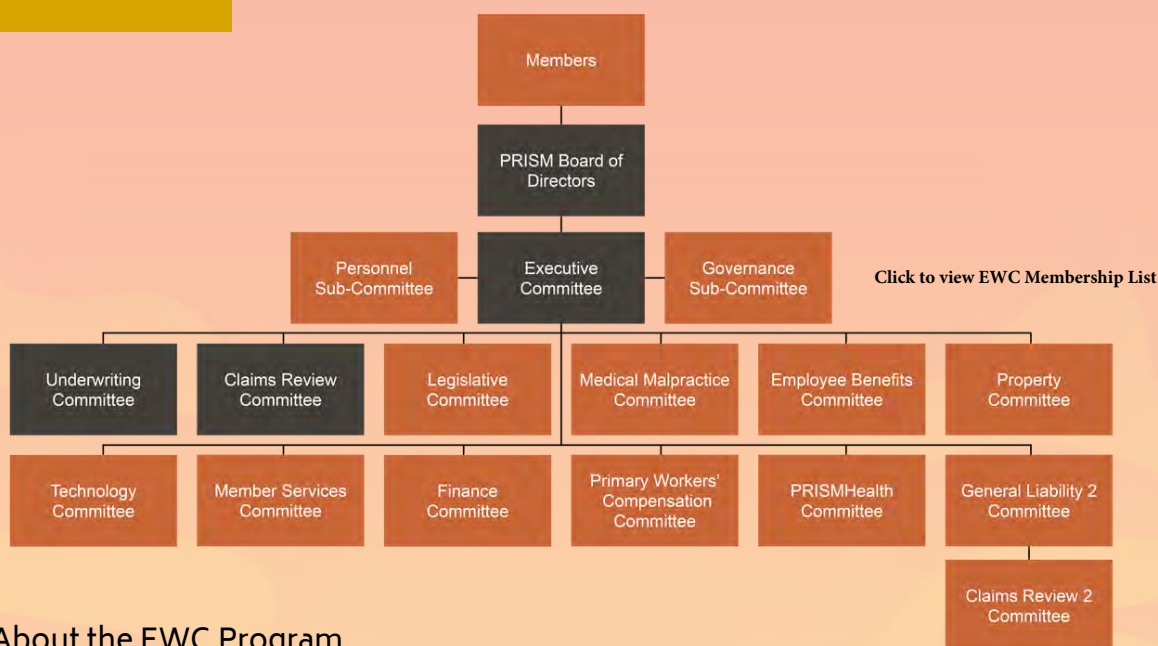 Members
PRISM Board of
Directors
Personnel
Sub-Committee
Executive
Committee
Governance
Sub-Committee
Click to view EWC Membership List
Underwriting
Committee
Claims Review
Committee
Legislative
Committee
Medical Malpractice
Committee
Employee Benefits
Committee
Property
Committee
Technology
Committee
Member Services
Committee
Finance
Committee
Primary Workers'
Compensation
Committee
PRISMHealth
Committee
General Liability 2
Committee
Claims Review 2
Committee
About the EWC Program